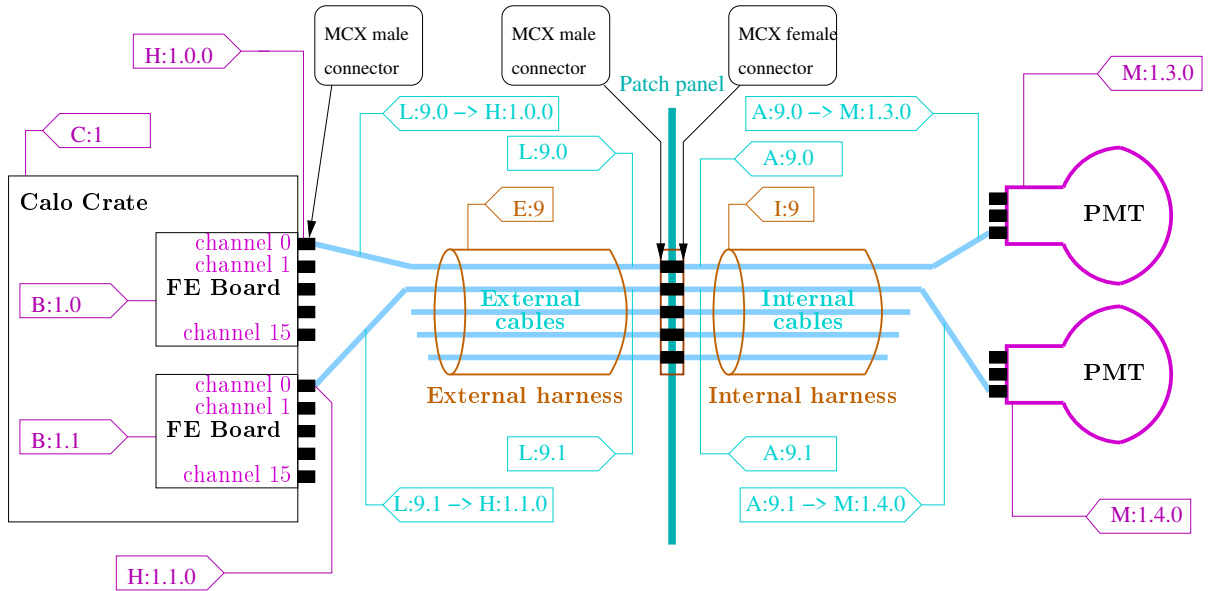 MCX male
connector
MCX male
connector
MCX female
connector
H:1.0.0
Patch panel
M:1.3.0
L:9.0 −> H:1.0.0
A:9.0 −> M:1.3.0
C:1
L:9.0
A:9.0
Calo Crate
E:9
I:9
PMT
channel 0
channel 1
FE Board
B:1.0
channel 15
External
cables
Internal
cables
PMT
channel 0
channel 1
FE Board
B:1.1
channel 15
External harness
Internal harness
L:9.1
A:9.1
L:9.1 −> H:1.1.0
A:9.1 −> M:1.4.0
M:1.4.0
H:1.1.0